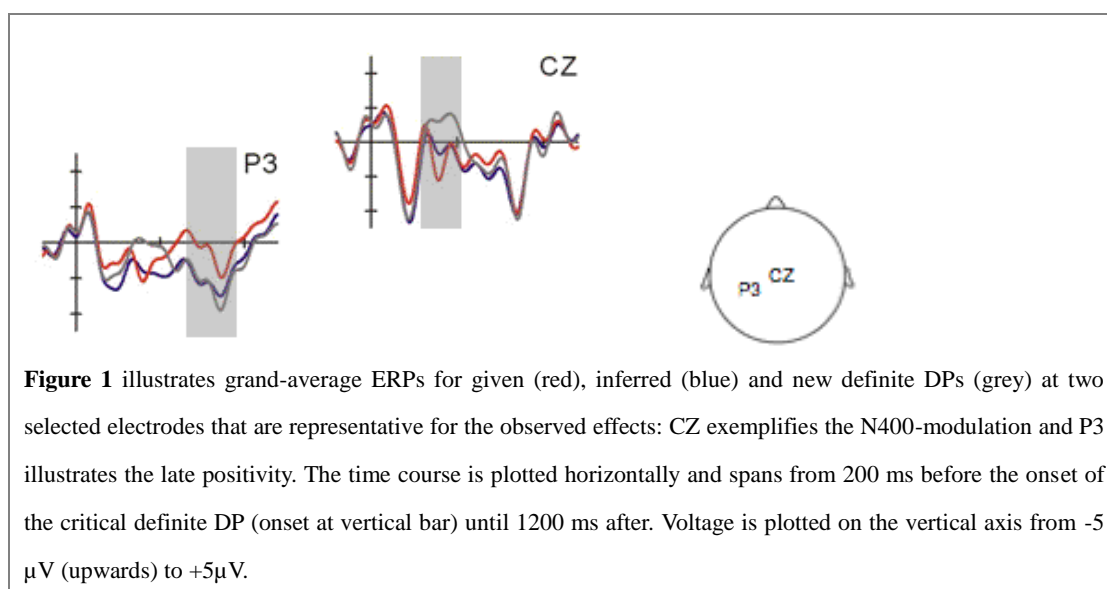 CZ
P3
CZ
P3
Figure 1 illustrates grand-average ERPs for given (red), inferred (blue) and new definite DPs (grey) at two
selected electrodes that are representative for the observed effects: CZ exemplifies the N400-modulation and P3
illustrates the late positivity. The time course is plotted horizontally and spans from 200 ms before the onset of
the critical definite DP (onset at vertical bar) until 1200 ms after. Voltage is plotted on the vertical axis from -5
µV (upwards) to +5µV.